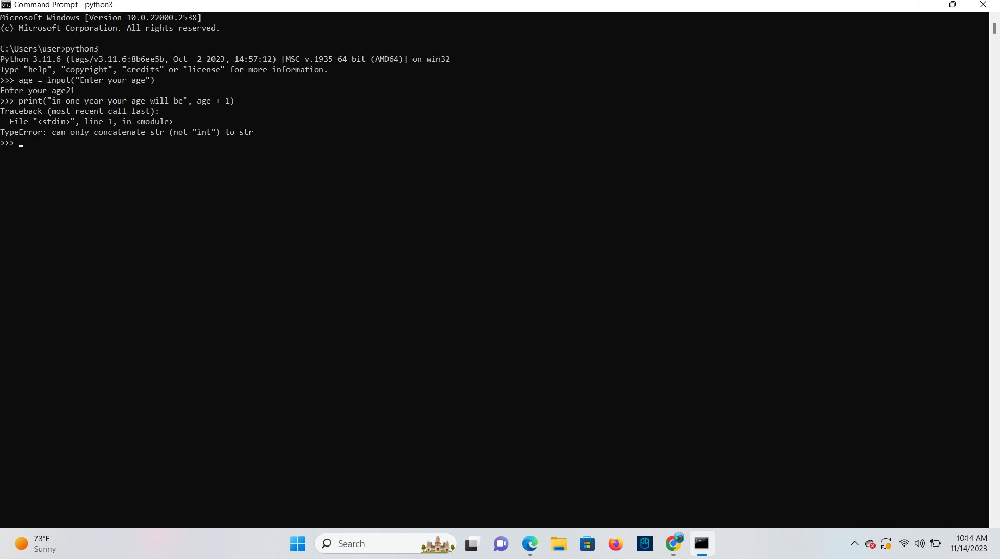 Command Prompt - python3
Microsoft Windows [Version 10.0.22000.2538]
(c) Microsoft Corporation. All rights reserved.
C:\Users\user>python3
Python 3.11.6 (tags/v3.11.6:8b6ee5b, Oct  2 2023, 14:57:12) [MSC v.1935 64 bit (AMD64)] on win32
Type "help", "copyright", "credits" or "license" for more information.
>>> age = input("Enter your age")
Enter your age21
>>> print("in one year your age will be", age + 1)
Traceback (most recent call last):
  File "<stdin>", line 1, in <module>
TypeError: can only concatenate str (not "int") to str
>>>
73°F
Sunny
Search
10:14 AM
11/14/2023